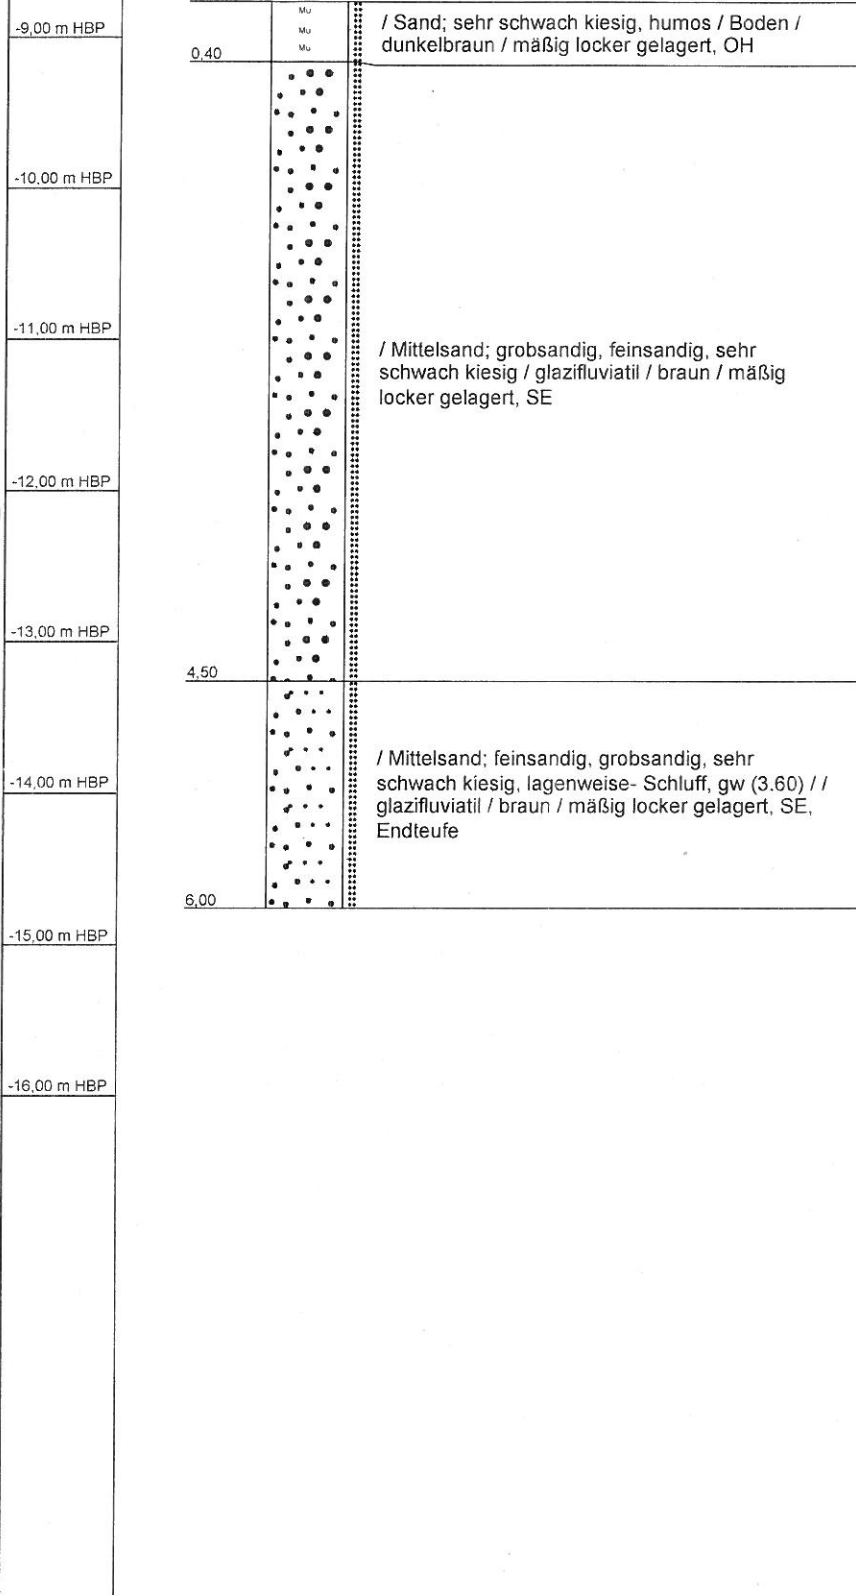 -9,00 m HBP
Mu
Mu
Mu
0,40
/ Sand; sehr schwach kiesig, humos / Boden /
dunkelbraun / mäßig locker gelagert, OH
-10,00 m HBP
-11,00 m HBP
/ Mittelsand; grobsandig, feinsandig, sehr
schwach kiesig / glazifluviatil / braun / mäßig
locker gelagert, SE
-12,00 m HBP
-13,00 m HBP
4,50
/ Mittelsand; feinsandig, grobsandig, sehr
schwach kiesig, lagenweise- Schluff, gw (3.60) / /
glazifluviatil / braun / mäßig locker gelagert, SE,
Endteufe
-14,00 m HBP
6,00
-15,00 m HBP
-16,00 m HBP